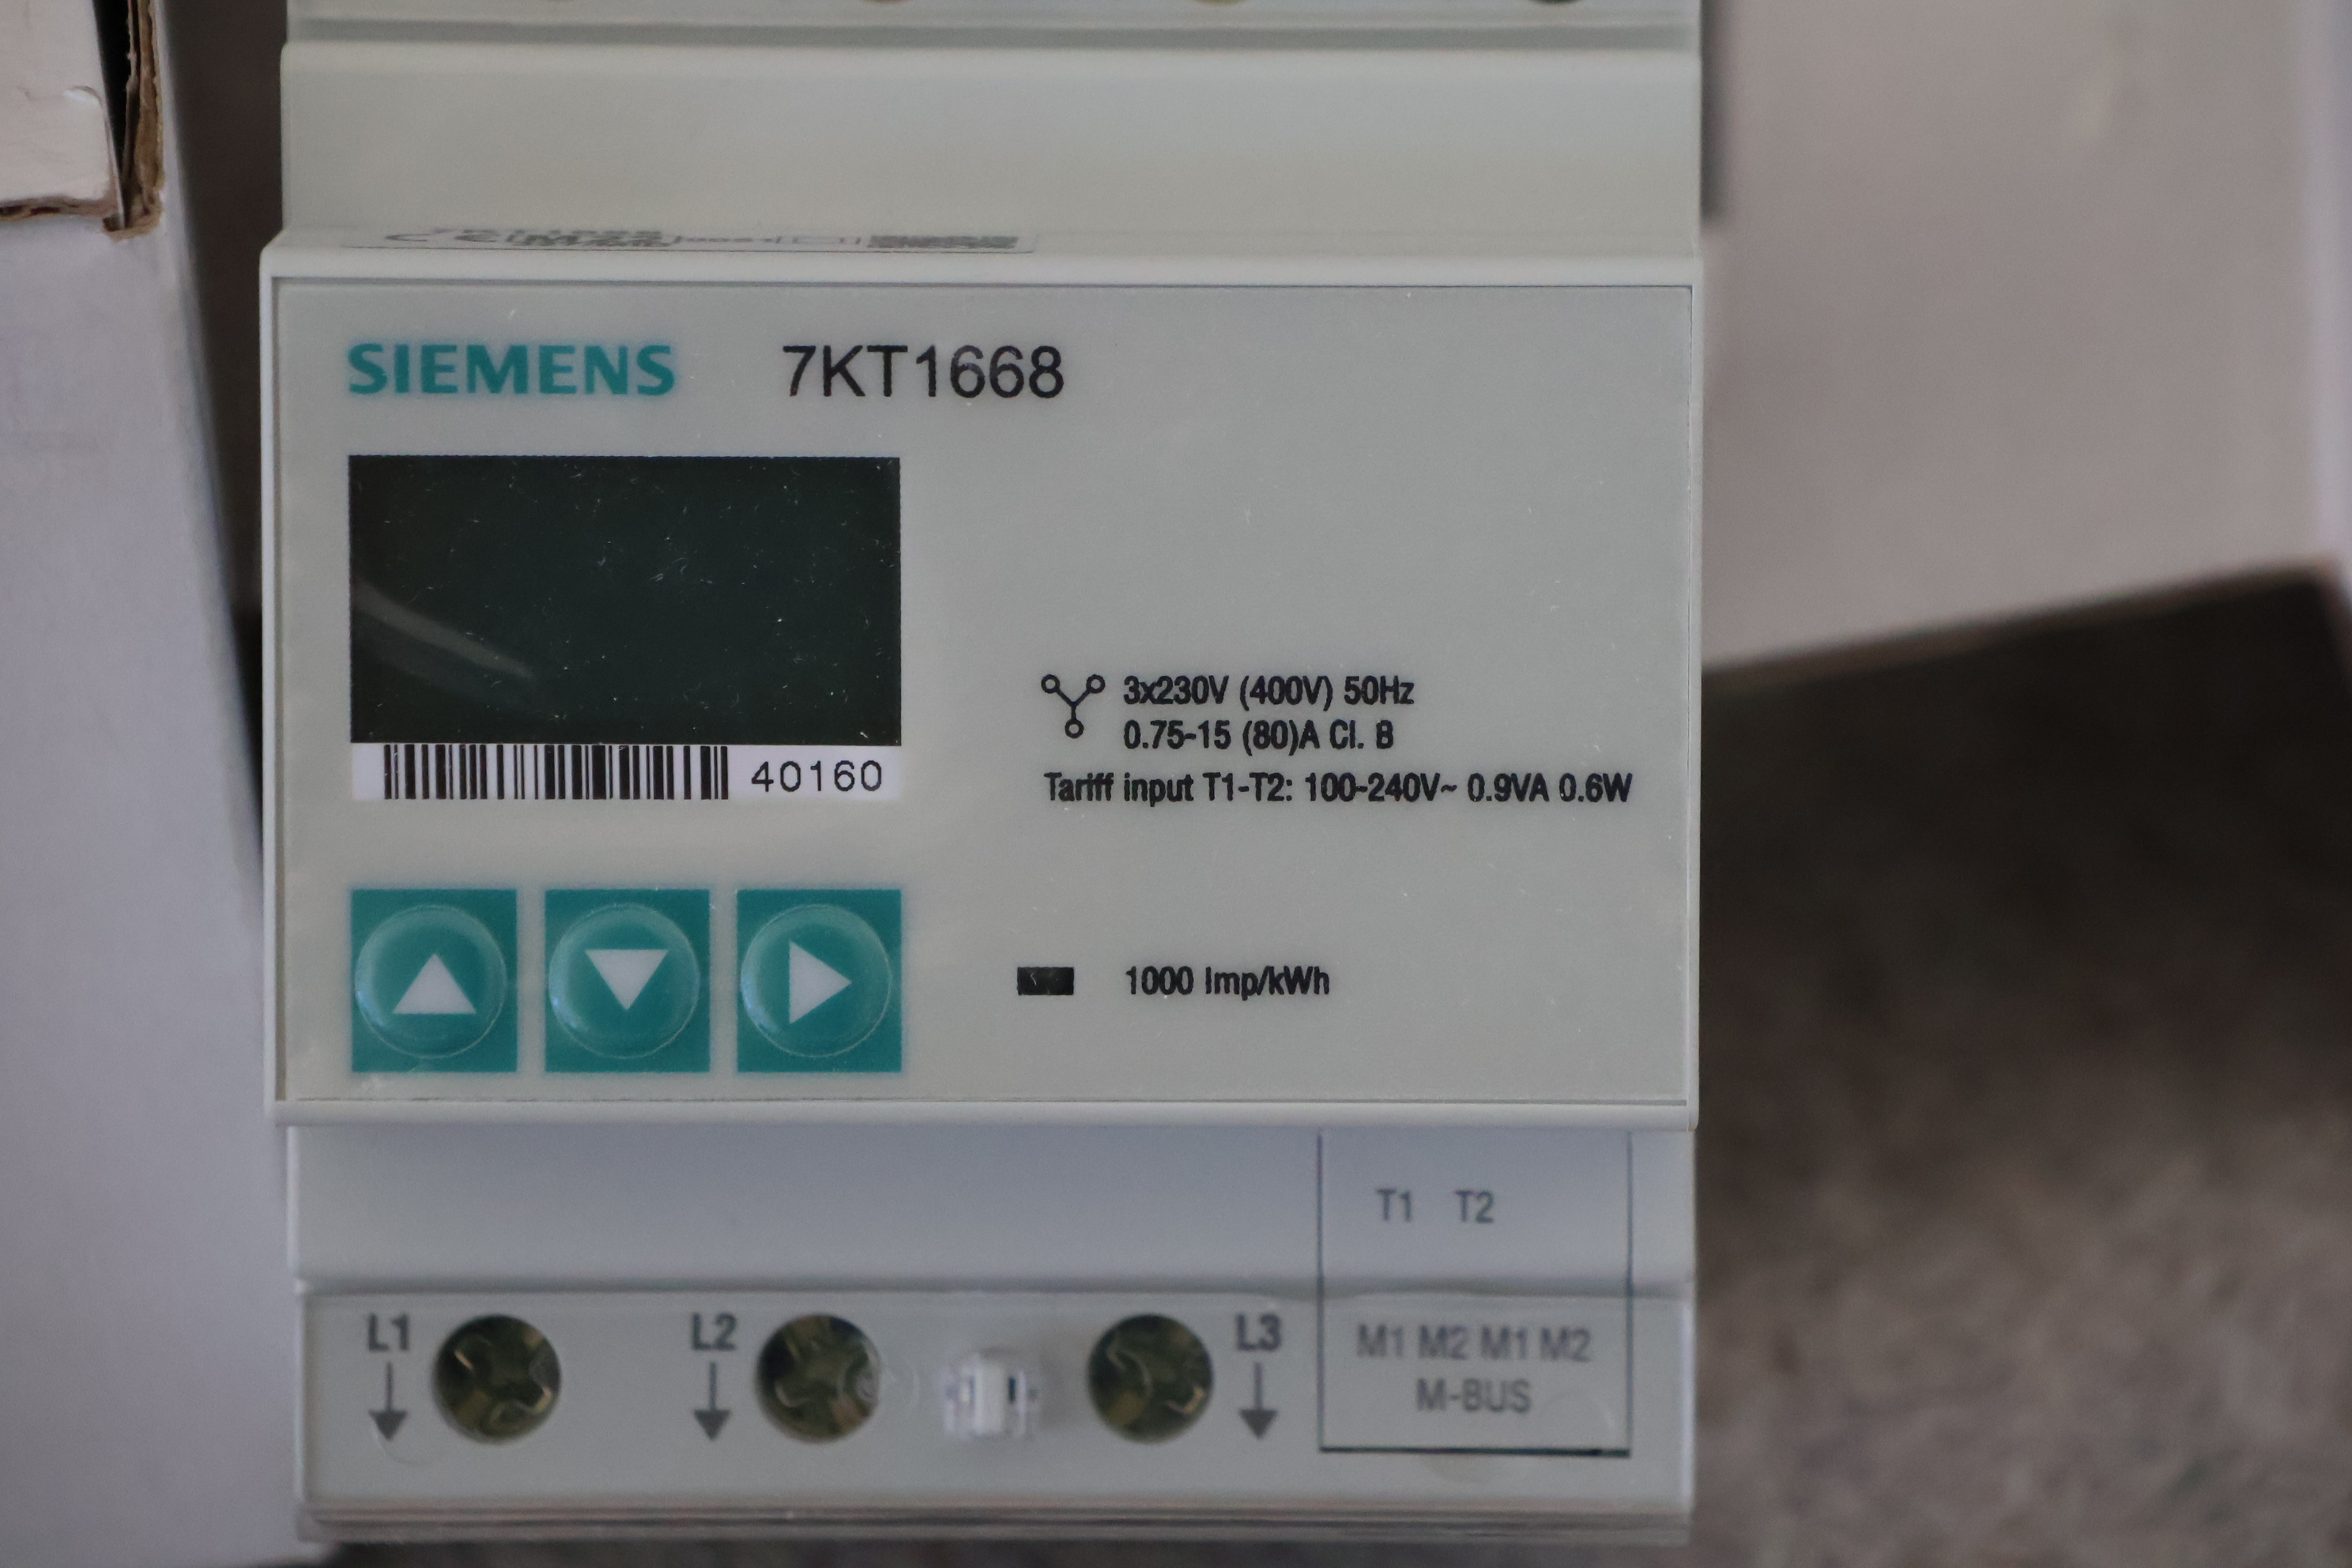 SIEMENS 7KT1668
3x230V (400V) 50Hz
0.75-15 (80)A Cl. B
40160
Tariff input T1-T2: 100-240V~ 0.9VA 0.6W
1000 Imp/kWh
T1 T2
L1 L2 L3
M1 M2 M1 M2
M-BUS